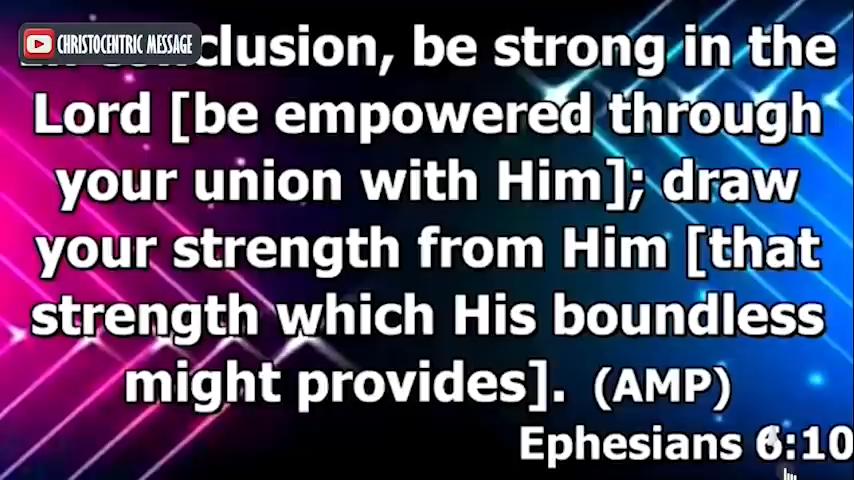 CHRISTOCENTRIC MESSAGE
conclusion, be strong in the
Lord [be empowered through
your union with Him]; draw
your strength from Him [that
strength which His boundless
might provides]. (AMP)
Ephesians 6:10